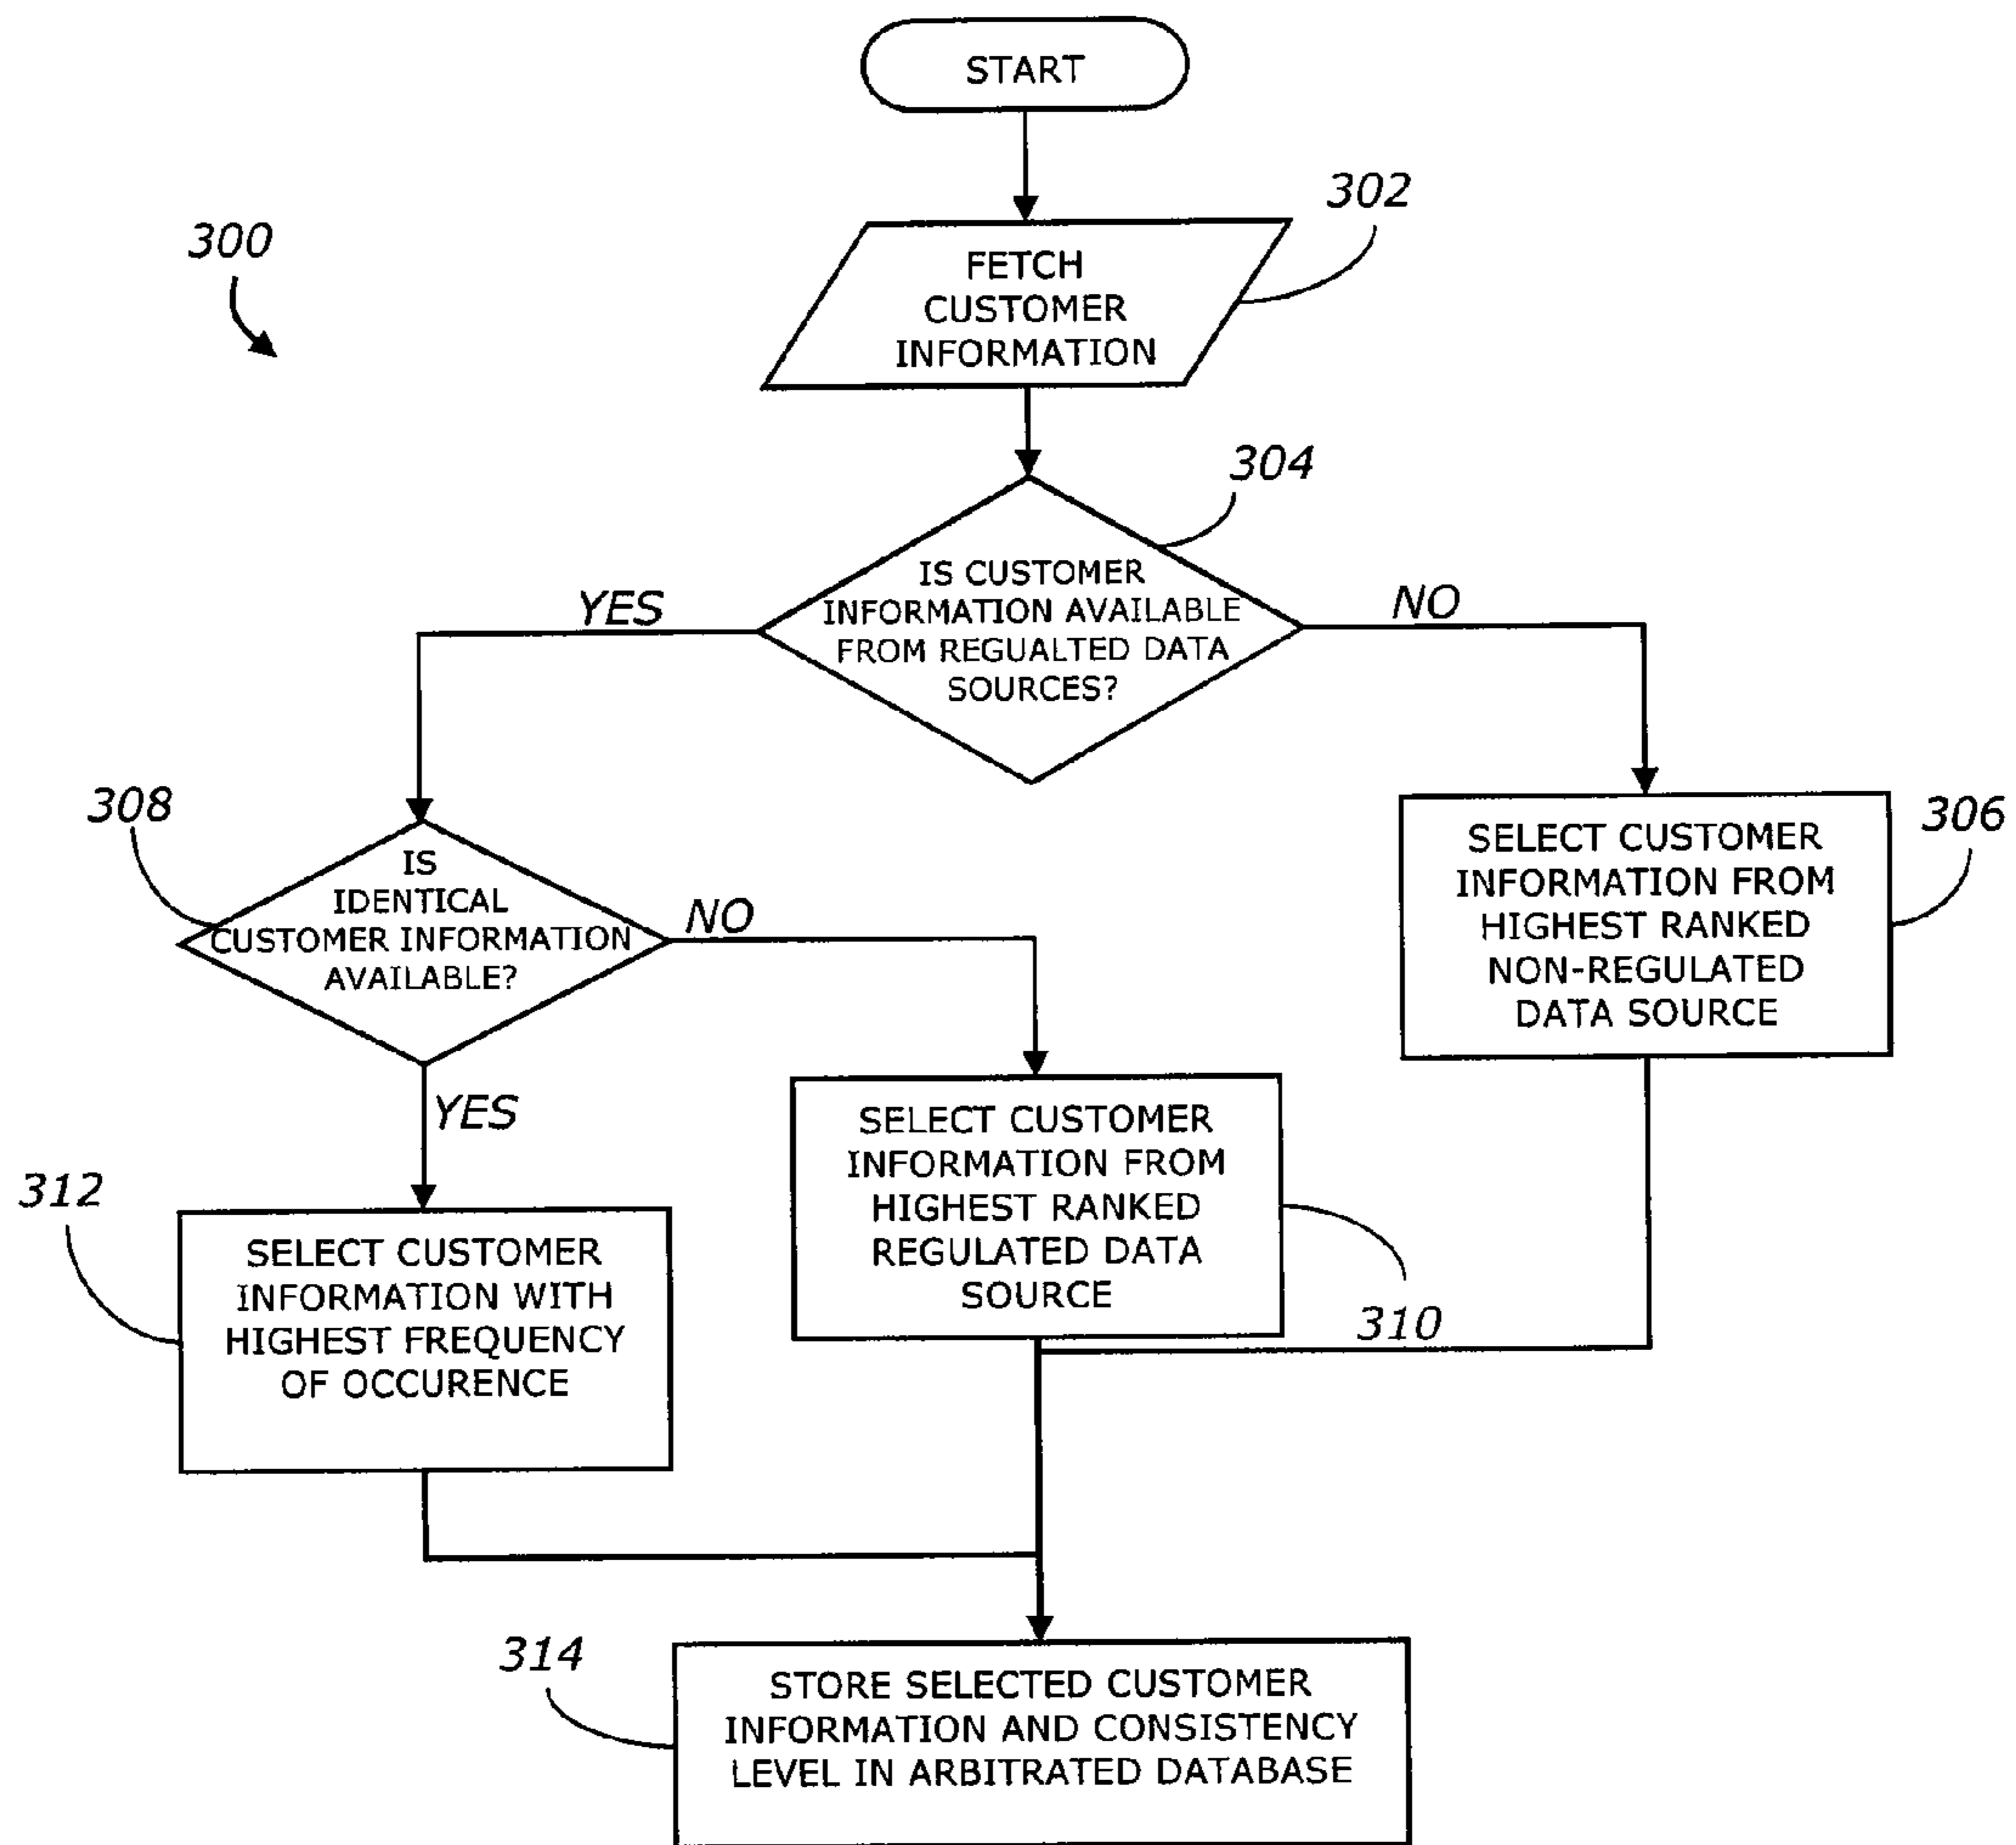 START
302
300
FETCH
CUSTOMER
INFORMATION
304
IS CUSTOMER
INFORMATION AVAILABLE
FROM REGUALTED DATA
SOURCES?
YES
NO
308
IS
IDENTICAL
CUSTOMER INFORMATION
AVAILABLE?
NO
YES
306
SELECT CUSTOMER
INFORMATION FROM
HIGHEST RANKED
NON-REGULATED
DATA SOURCE
SELECT CUSTOMER
INFORMATION FROM
HIGHEST RANKED
REGULATED DATA
SOURCE
310
312
SELECT CUSTOMER
INFORMATION WITH
HIGHEST FREQUENCY
OF OCCURENCE
314
STORE SELECTED CUSTOMER
INFORMATION AND CONSISTENCY
LEVEL IN ARBITRATED DATABASE